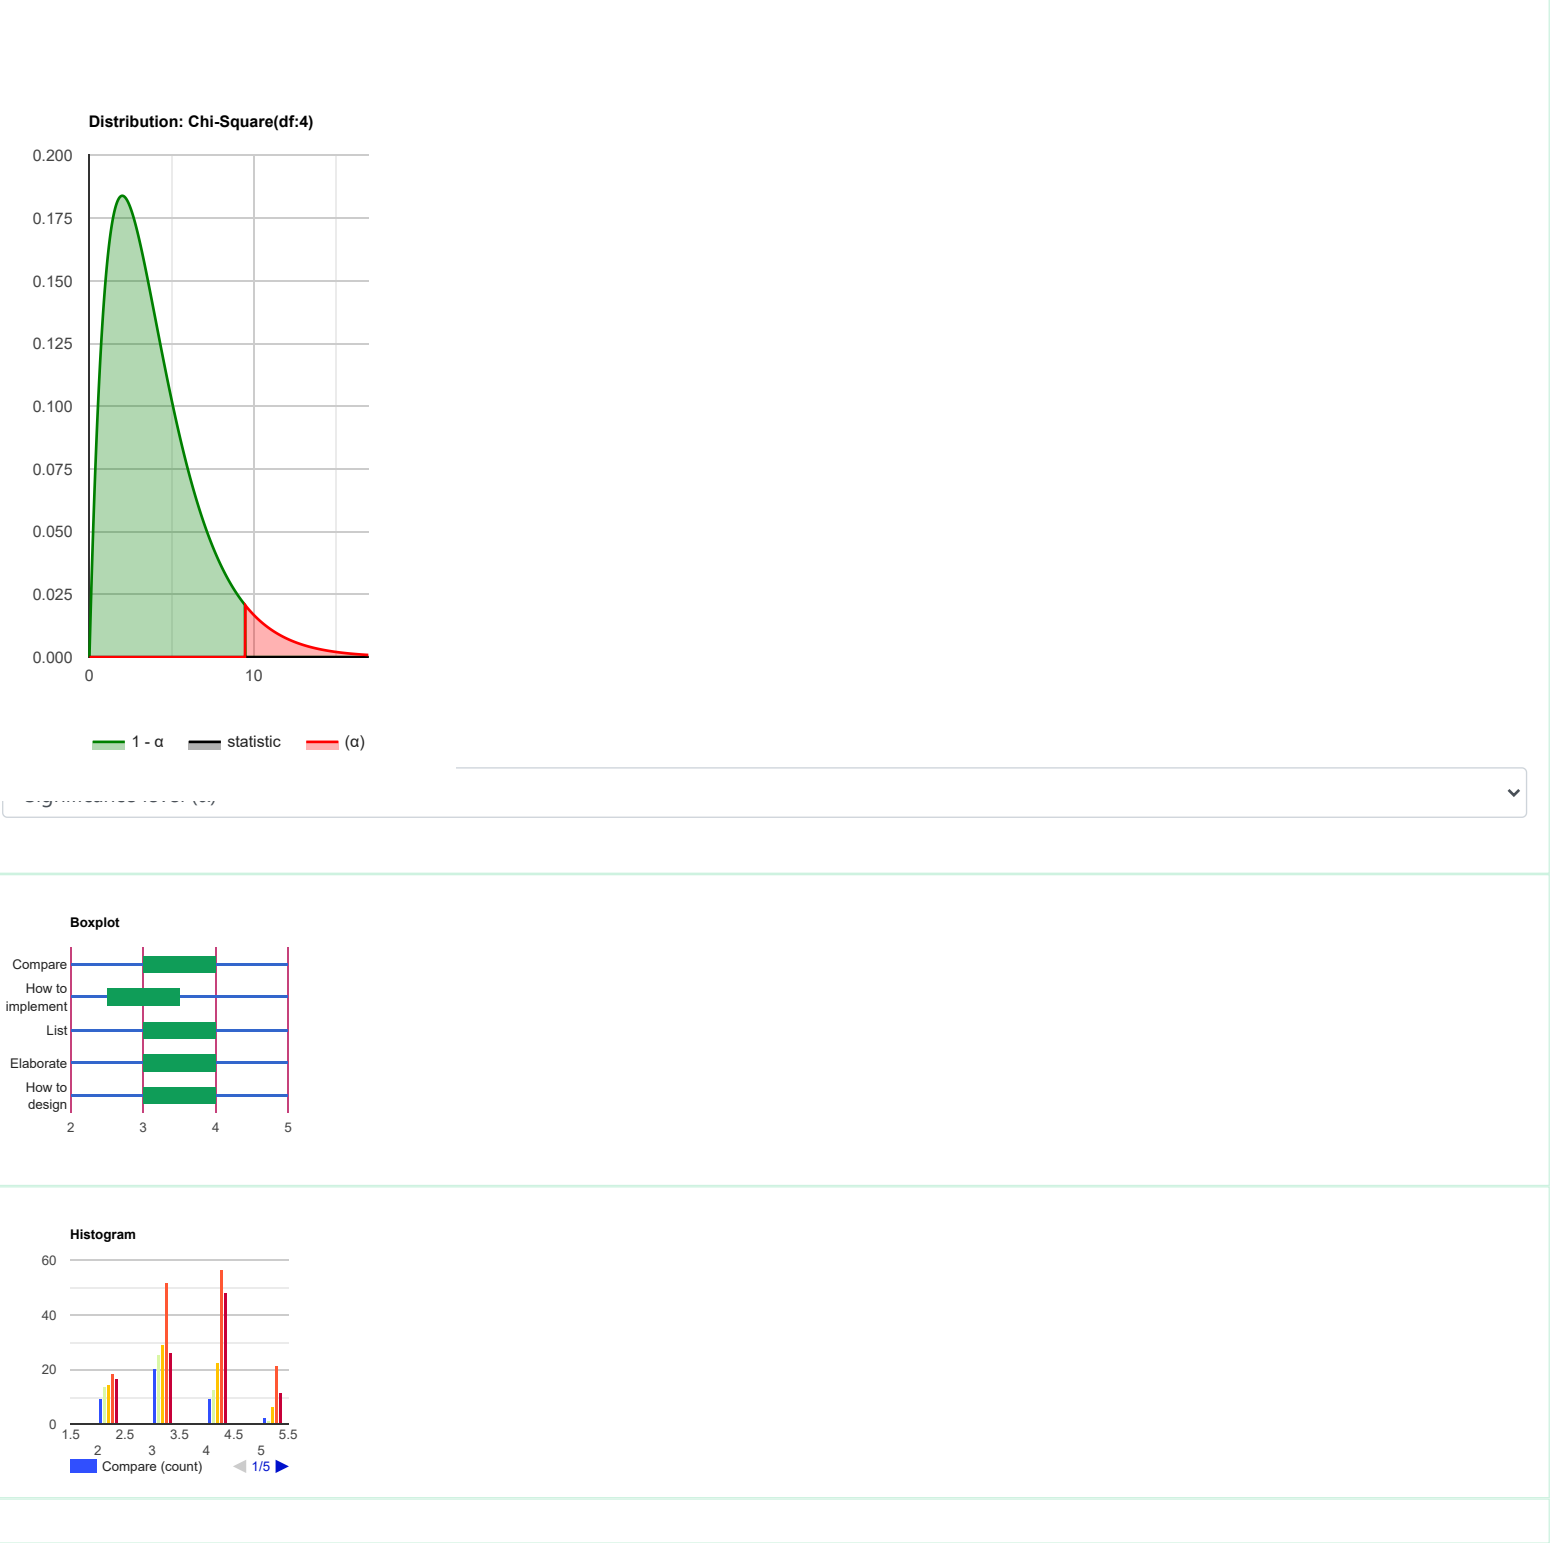 Distribution: Chi-Square(df:4)
0.200
0.175
0.150
0.125
0.100
0.075
0.050
0.025
0.000
0 10
1 - α statistic (α)
Boxplot
Compare
How to
implement
List
Elaborate
How to
design
2 3 4 5
Histogram
60
40
20
0
1.5 2.5 3.5 4.5 5.5
2 3 4 5
Compare (count) 1/5